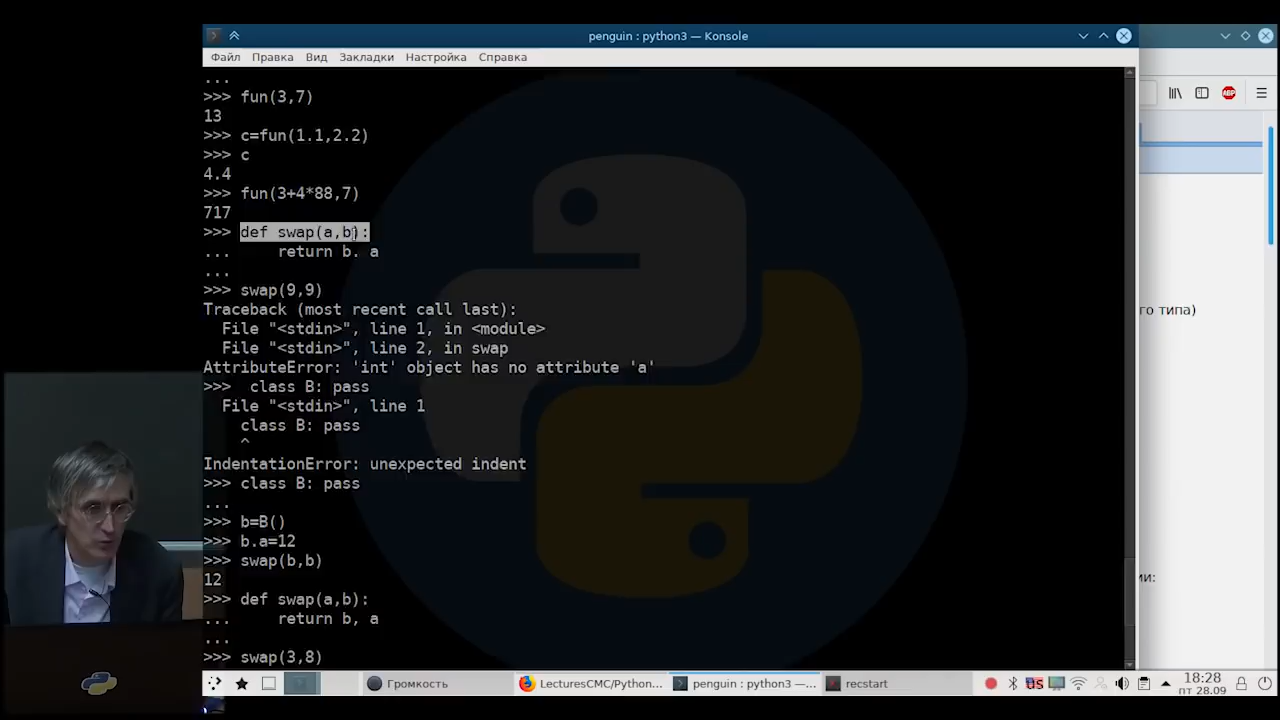 penguin : python3 — Konsole
Файл Правка Вид Закладки Настройка Справка
...
>>> fun(3,7)
13
>>> c=fun(1.1,2.2)
>>> c
4.4
>>> fun(3+4*88,7)
717
>>> def swap(a,b):
...     return b. a
...
>>> swap(9,9)
Traceback (most recent call last):
  File "<stdin>", line 1, in <module>
  File "<stdin>", line 2, in swap
AttributeError: 'int' object has no attribute 'a'
>>>  class B: pass
  File "<stdin>", line 1
    class B: pass
    ^
IndentationError: unexpected indent
>>> class B: pass
...
>>> b=B()
>>> b.a=12
>>> swap(b,b)
12
>>> def swap(a,b):
...     return b, a
...
>>> swap(3,8)
ABP
го типа)
ии:
Громкость
LecturesCMC/Python...
penguin : python3 —...
recstart
US
18:28
ПТ 28.09